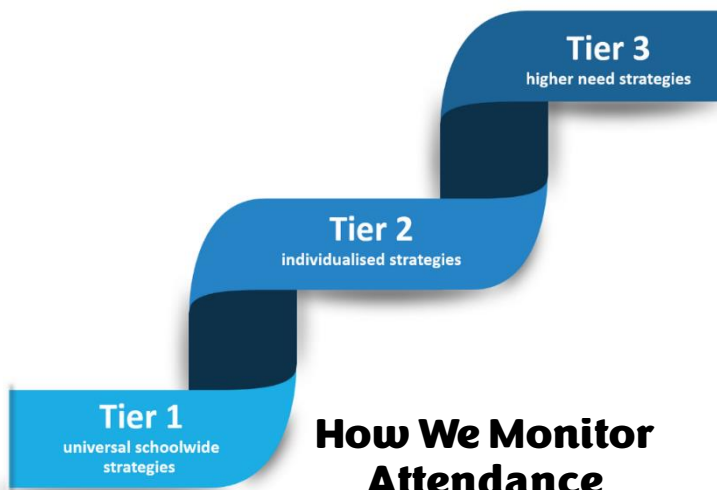 Tier 3
higher need strategies
Tier 2
individualised strategies
Tier 1
universal schoolwide
strategies
How We Monitor
Attendance